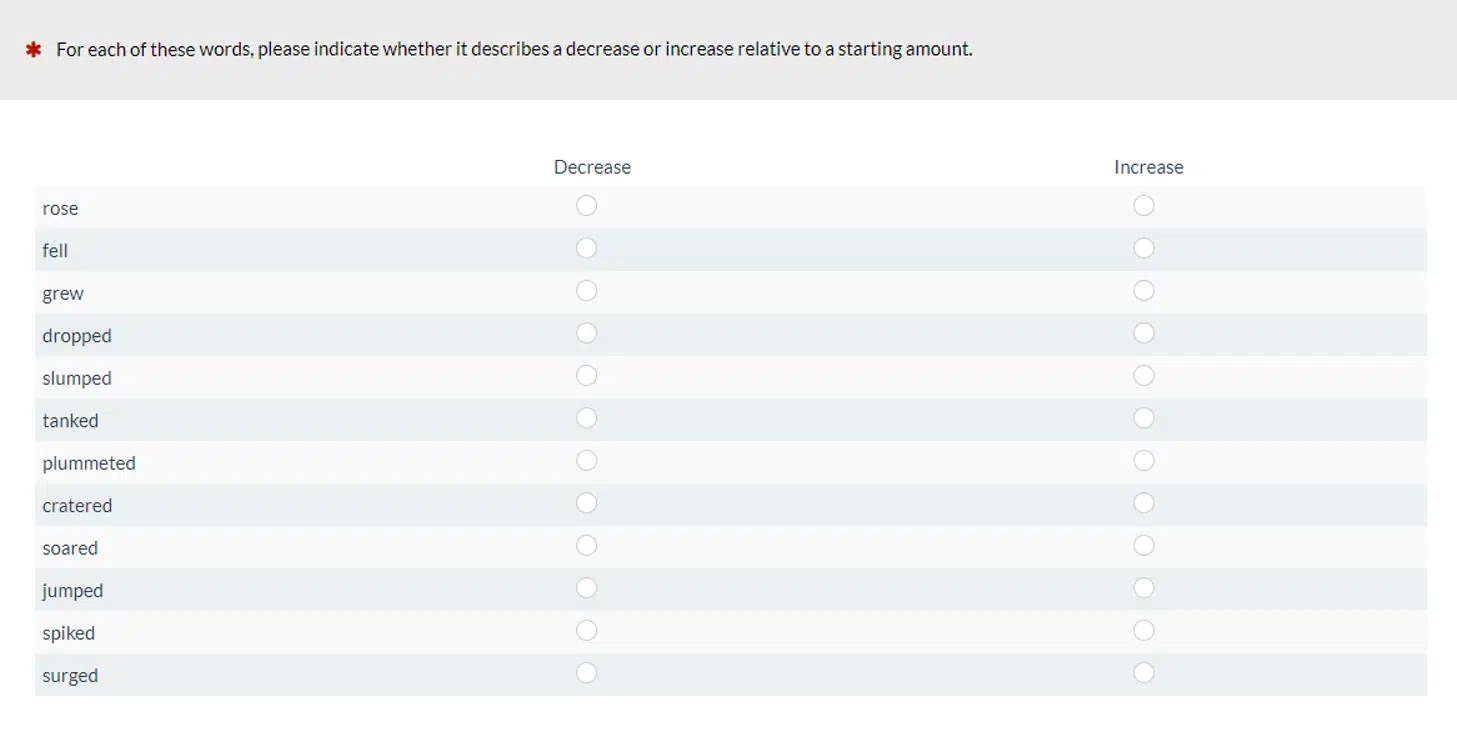 * For each of these words, please indicate whether it describes a decrease or increase relative to a starting amount.
Decrease Increase
rose
fell
grew
dropped
slumped
tanked
plummeted
cratered
soared
jumped
spiked
surged